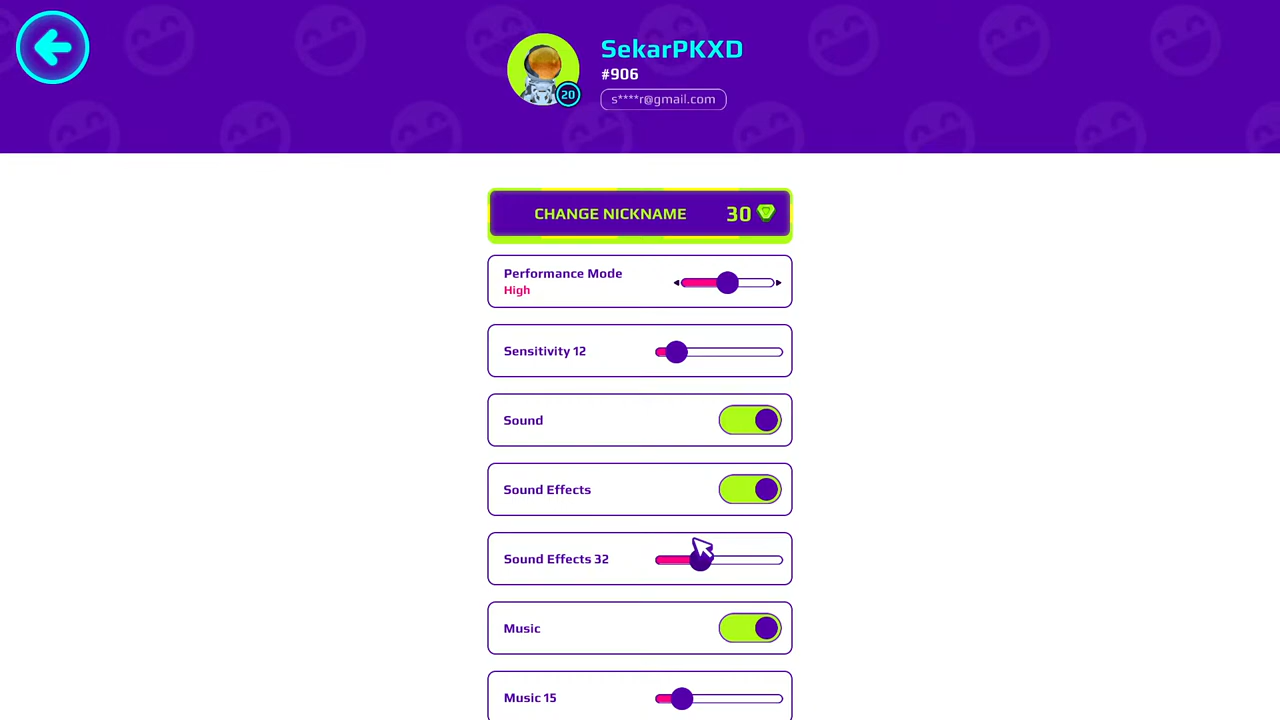 SekarPKXD
#906
20
s****r@gmail.com
CHANGE NICKNAME 30
Performance Mode
High
Sensitivity 12
Sound
Sound Effects
Sound Effects 32
Music
Music 15